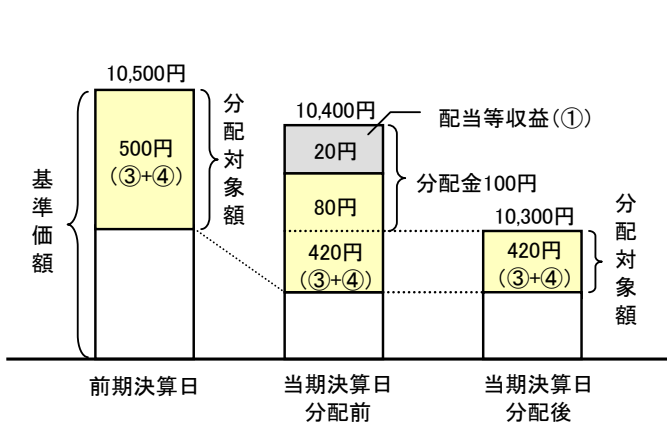 10,500円
500円
(③+④)
分配対象額
基準価額
前期決算日
10,400円
配当等収益(①)
20円
80円
分配金100円
420円
(③+④)
当期決算日
分配前
10,300円
420円
(③+④)
分配対象額
当期決算日
分配後